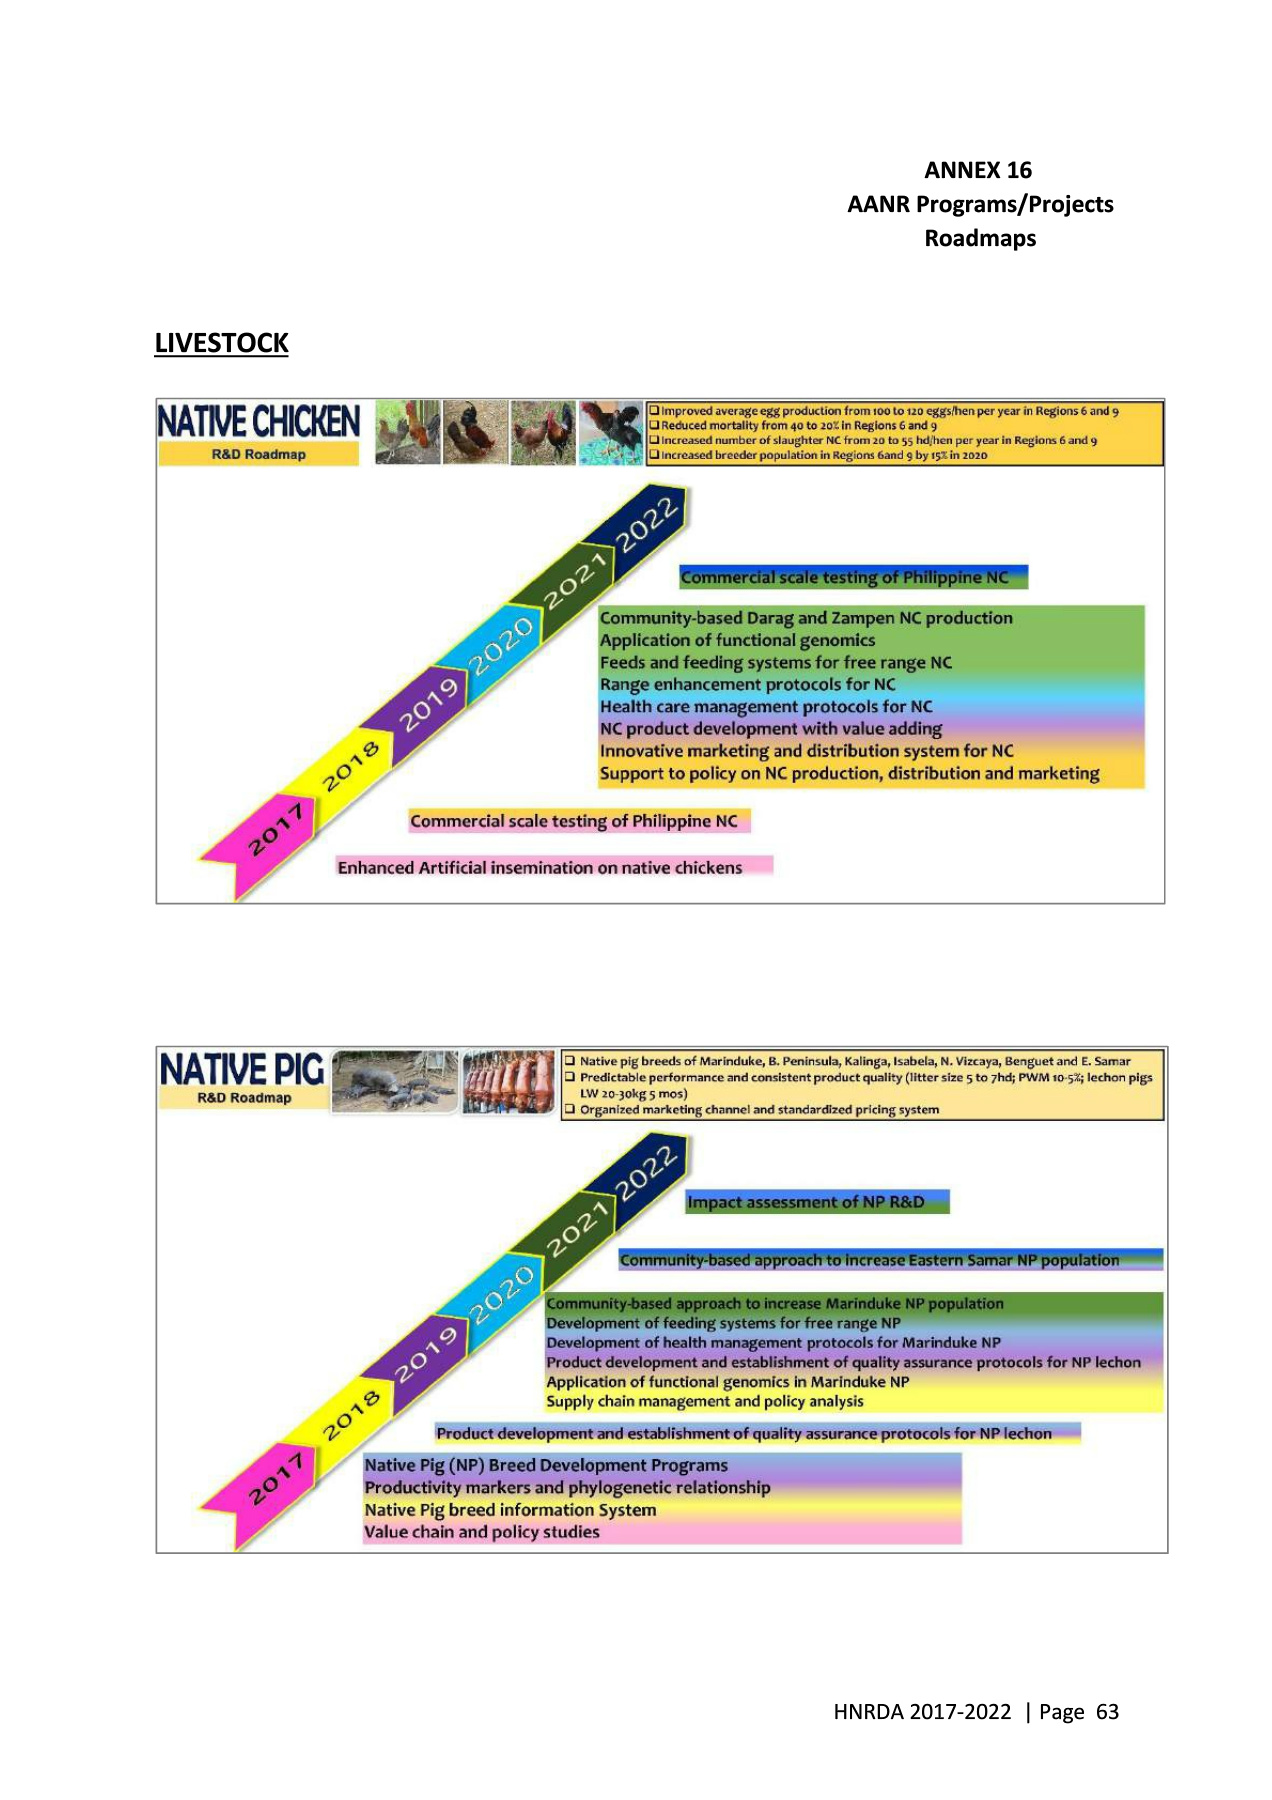 ANNEX 16
AANR Programs/Projects
Roadmaps
LIVESTOCK
NATIVE CHICKEN
R&D Roadmap
❑ Improved average egg production from 100 to 120 eggs/hen per year in Regions 6 and 9
❑ Reduced mortality from 40 to 20% in Regions 6 and 9
❑ Increased number of slaughter NC from 20 to 55 hd/hen per year in Regions 6 and 9
❑ Increased breeder population in Regions 6and 9 by 15% in 2020
2022
2021
2020
2019
2018
2017
Commercial scale testing of Philippine NC
Community-based Darag and Zampen NC production
Application of functional genomics
Feeds and feeding systems for free range NC
Range enhancement protocols for NC
Health care management protocols for NC
NC product development with value adding
Innovative marketing and distribution system for NC
Support to policy on NC production, distribution and marketing
Commercial scale testing of Philippine NC
Enhanced Artificial insemination on native chickens
NATIVE PIG
R&D Roadmap
❑ Native pig breeds of Marinduke, B. Peninsula, Kalinga, Isabela, N. Vizcaya, Benguet and E. Samar
❑ Predictable performance and consistent product quality (litter size 5 to 7hd; PWM 10-5%; lechon pigs
LW 20-30kg 5 mos)
❑ Organized marketing channel and standardized pricing system
2022
2021
2020
2019
2018
2017
Impact assessment of NP R&D
Community-based approach to increase Eastern Samar NP population
Community-based approach to increase Marinduke NP population
Development of feeding systems for free range NP
Development of health management protocols for Marinduke NP
Product development and establishment of quality assurance protocols for NP lechon
Application of functional genomics in Marinduke NP
Supply chain management and policy analysis
Product development and establishment of quality assurance protocols for NP lechon
Native Pig (NP) Breed Development Programs
Productivity markers and phylogenetic relationship
Native Pig breed information System
Value chain and policy studies
HNRDA 2017-2022 | Page 63